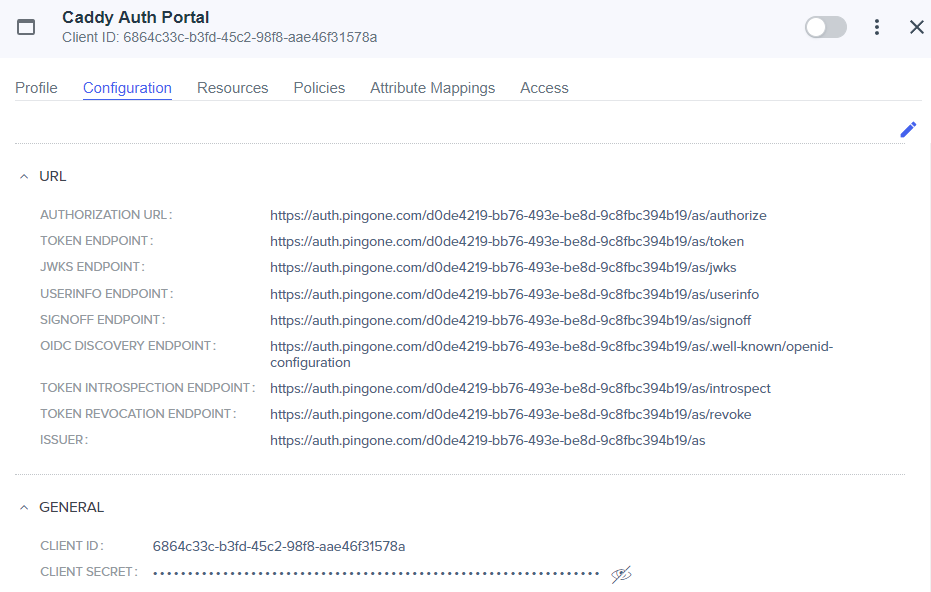 Caddy Auth Portal
Client ID: 6864c33c-b3fd-45c2-98f8-aae46f31578a
Profile Configuration Resources Policies Attribute Mappings Access
URL
AUTHORIZATION URL: https://auth.pingone.com/d0de4219-bb76-493e-be8d-9c8fbc394b19/as/authorize
TOKEN ENDPOINT: https://auth.pingone.com/d0de4219-bb76-493e-be8d-9c8fbc394b19/as/token
JWKS ENDPOINT: https://auth.pingone.com/d0de4219-bb76-493e-be8d-9c8fbc394b19/as/jwks
USERINFO ENDPOINT: https://auth.pingone.com/d0de4219-bb76-493e-be8d-9c8fbc394b19/as/userinfo
SIGNOFF ENDPOINT: https://auth.pingone.com/d0de4219-bb76-493e-be8d-9c8fbc394b19/as/signoff
OIDC DISCOVERY ENDPOINT: https://auth.pingone.com/d0de4219-bb76-493e-be8d-9c8fbc394b19/as/.well-known/openid-
configuration
TOKEN INTROSPECTION ENDPOINT: https://auth.pingone.com/d0de4219-bb76-493e-be8d-9c8fbc394b19/as/introspect
TOKEN REVOCATION ENDPOINT: https://auth.pingone.com/d0de4219-bb76-493e-be8d-9c8fbc394b19/as/revoke
ISSUER: https://auth.pingone.com/d0de4219-bb76-493e-be8d-9c8fbc394b19/as
GENERAL
CLIENT ID: 6864c33c-b3fd-45c2-98f8-aae46f31578a
CLIENT SECRET: ••••••••••••••••••••••••••••••••••••••••••••••••••••••••••••••••